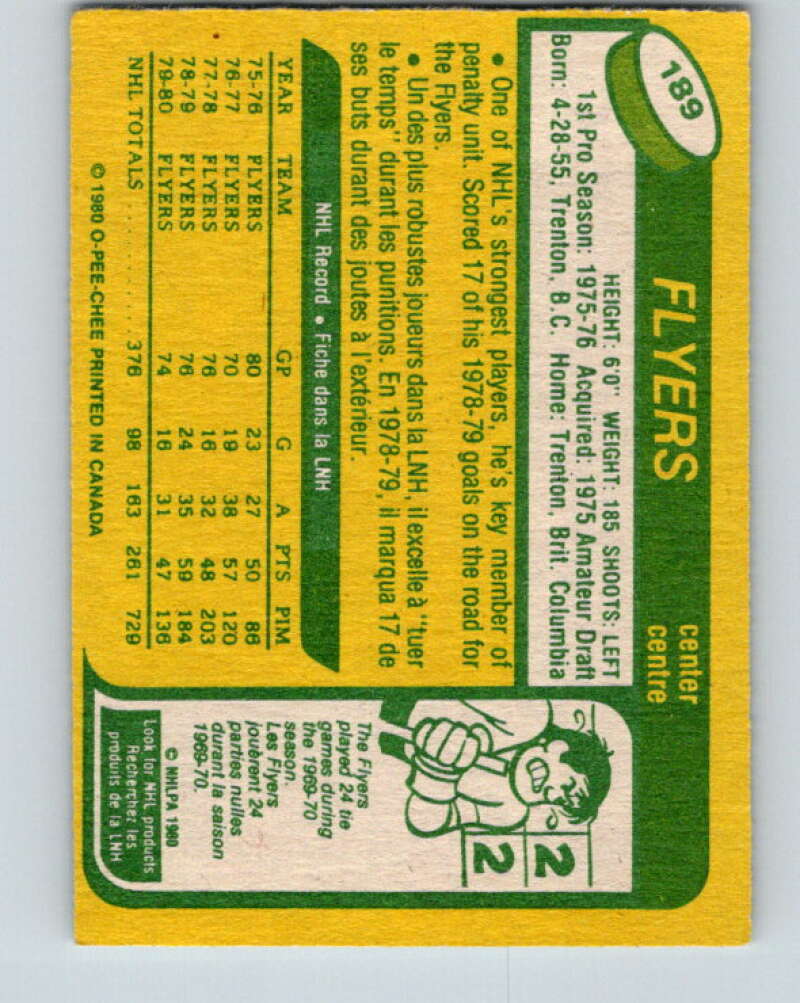 189
FLYERS
center
centre
HEIGHT: 6'0" WEIGHT: 185 SHOOTS: LEFT
1st Pro Season: 1975-76 Acquired: 1975 Amateur Draft
Born: 4-28-55, Trenton, B.C. Home: Trenton, Brit. Columbia
• One of NHL's strongest players, he's key member of
penalty unit. Scored 17 of his 1978-79 goals on the road for
the Flyers.
• Un des plus robustes joueurs dans la LNH, il excelle à "tuer
le temps" durant les punitions. En 1978-79, il marqua 17 de
ses buts durant des joutes à l'extérieur.
NHL Record • Fiche dans la LNH
YEAR TEAM GP G A PTS PIM
75-76 FLYERS 80 23 27 50 86
76-77 FLYERS 70 19 38 57 120
77-78 FLYERS 76 16 32 48 203
78-79 FLYERS 76 24 35 59 184
79-80 FLYERS 74 16 31 47 136
NHL TOTALS ........... 376 98 163 261 729
© 1980 O-PEE-CHEE PRINTED IN CANADA
2
2
The Flyers
played 24 tie
games during
the 1969-70
season.
Les Flyers
jouèrent 24
parties nulles
durant la saison
1969-70.
© NHLPA 1980
Look for NHL products
Recherchez les
produits de la LNH